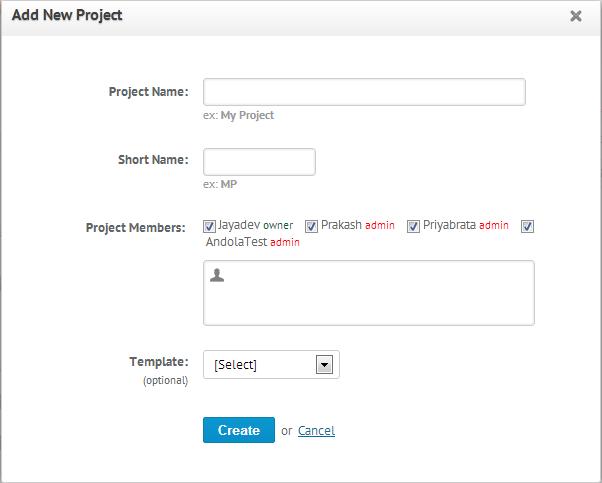 Add New Project
Project Name:
ex: My Project
Short Name:
ex: MP
Project Members: Jayadev owner Prakash admin Priyabrata admin
AndolaTest admin
Template: [Select]
(optional)
Create or Cancel